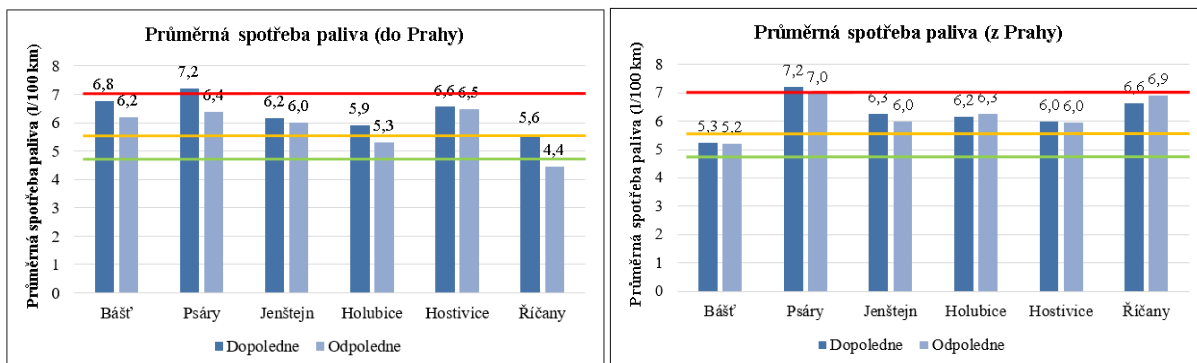 Průměrná spotřeba paliva (do Prahy)
Průměrná spotřeba paliva (l/100 km)
8
7
6
5
4
3
2
1
0
6,8 6,2 7,2 6,4 6,2 6,0 5,9 5,3 6,6 6,5 5,6 4,4
Bášť Psáry Jenštejn Holubice Hostivice Říčany
Dopoledne Odpoledne
Průměrná spotřeba paliva (z Prahy)
Průměrná spotřeba paliva (l/100 km)
8
7
6
5
4
3
2
1
0
5,3 5,2 7,2 7,0 6,3 6,0 6,2 6,3 6,0 6,0 6,6 6,9
Bášť Psáry Jenštejn Holubice Hostivice Říčany
Dopoledne Odpoledne